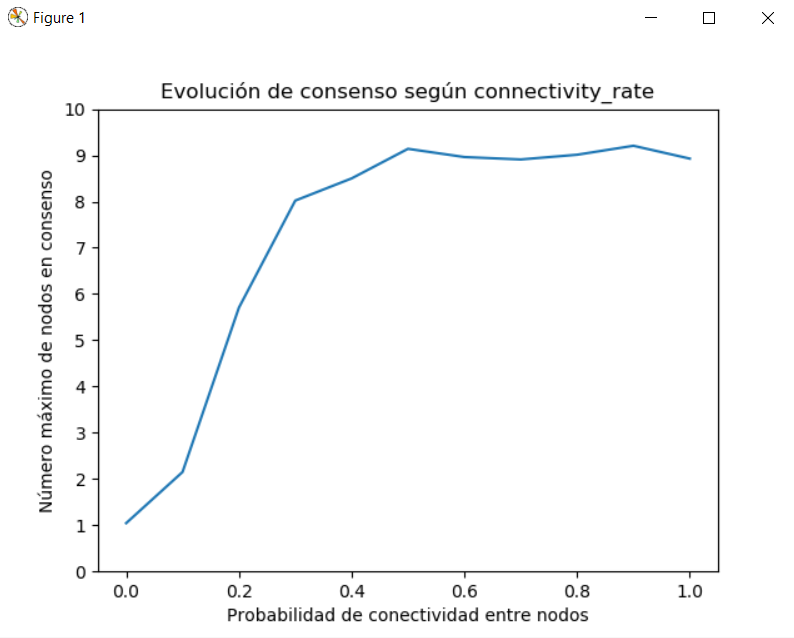 Figure 1
Evolución de consenso según connectivity_rate
10
9
8
7
6
5
4
3
2
1
0
Número máximo de nodos en consenso
0.0 0.2 0.4 0.6 0.8 1.0
Probabilidad de conectividad entre nodos